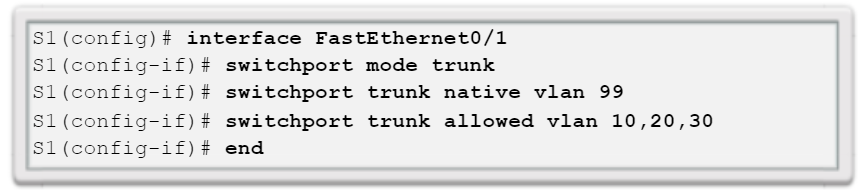 S1(config)# interface FastEthernet0/1
S1(config-if)# switchport mode trunk
S1(config-if)# switchport trunk native vlan 99
S1(config-if)# switchport trunk allowed vlan 10,20,30
S1(config-if)# end